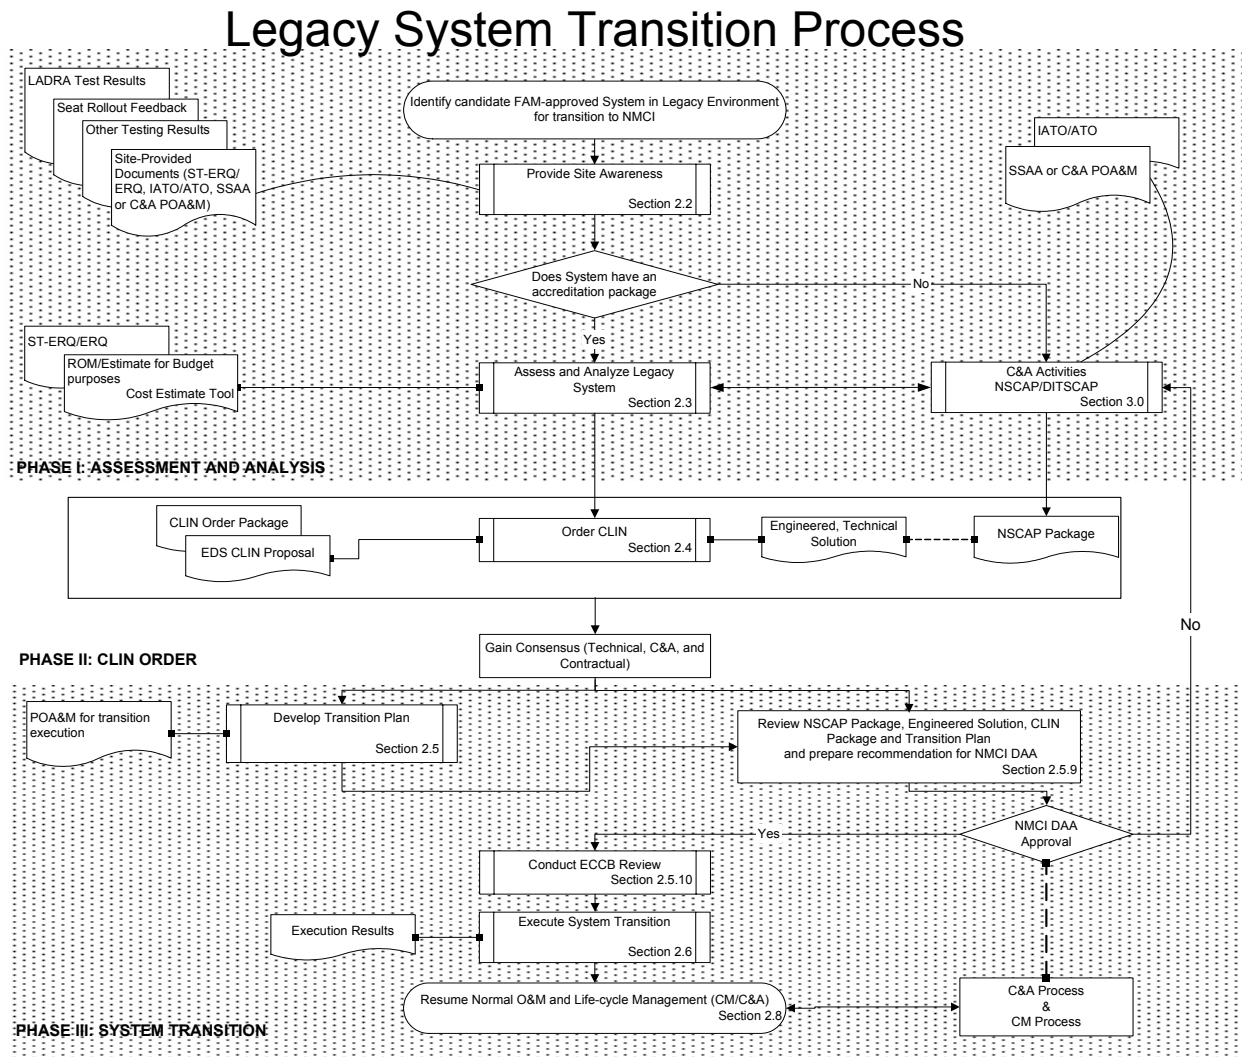 Legacy System Transition Process
LADRA Test Results
Seat Rollout Feedback
Other Testing Results
Site-Provided
Documents (ST-ERQ/
ERQ, IATO/ATO, SSAA
or C&A POA&M)
Identify candidate FAM-approved System in Legacy Environment
for transition to NMCI
IATO/ATO
SSAA or C&A POA&M
Provide Site Awareness
Section 2.2
Does System have an
accreditation package
No
Yes
ST-ERQ/ERQ
ROM/Estimate for Budget
purposes
Cost Estimate Tool
Assess and Analyze Legacy
System
Section 2.3
C&A Activities
NSCAP/DITSCAP
Section 3.0
PHASE I: ASSESSMENT AND ANALYSIS
CLIN Order Package
EDS CLIN Proposal
Order CLIN
Section 2.4
Engineered, Technical
Solution
NSCAP Package
No
Gain Consensus (Technical, C&A, and
Contractual)
PHASE II: CLIN ORDER
POA&M for transition
execution
Develop Transition Plan
Section 2.5
Review NSCAP Package, Engineered Solution, CLIN
Package and Transition Plan
and prepare recommendation for NMCI DAA
Section 2.5.9
Yes
NMCI DAA
Approval
Conduct ECCB Review
Section 2.5.10
Execution Results
Execute System Transition
Section 2.6
Resume Normal O&M and Life-cycle Management (CM/C&A)
Section 2.8
C&A Process
&
CM Process
PHASE III: SYSTEM TRANSITION